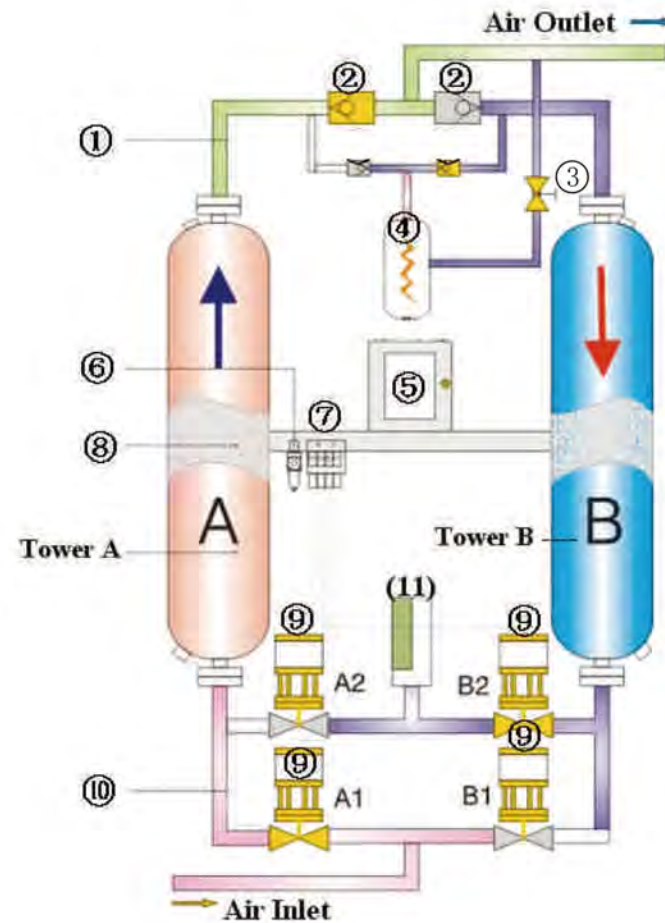 Air Outlet
② ②
①
③
④
⑥ ⑤
⑦
⑧
A B
Tower A Tower B
(11)
⑨ ⑨
A2 B2
⑨ ⑨
⑩ A1 B1
Air Inlet